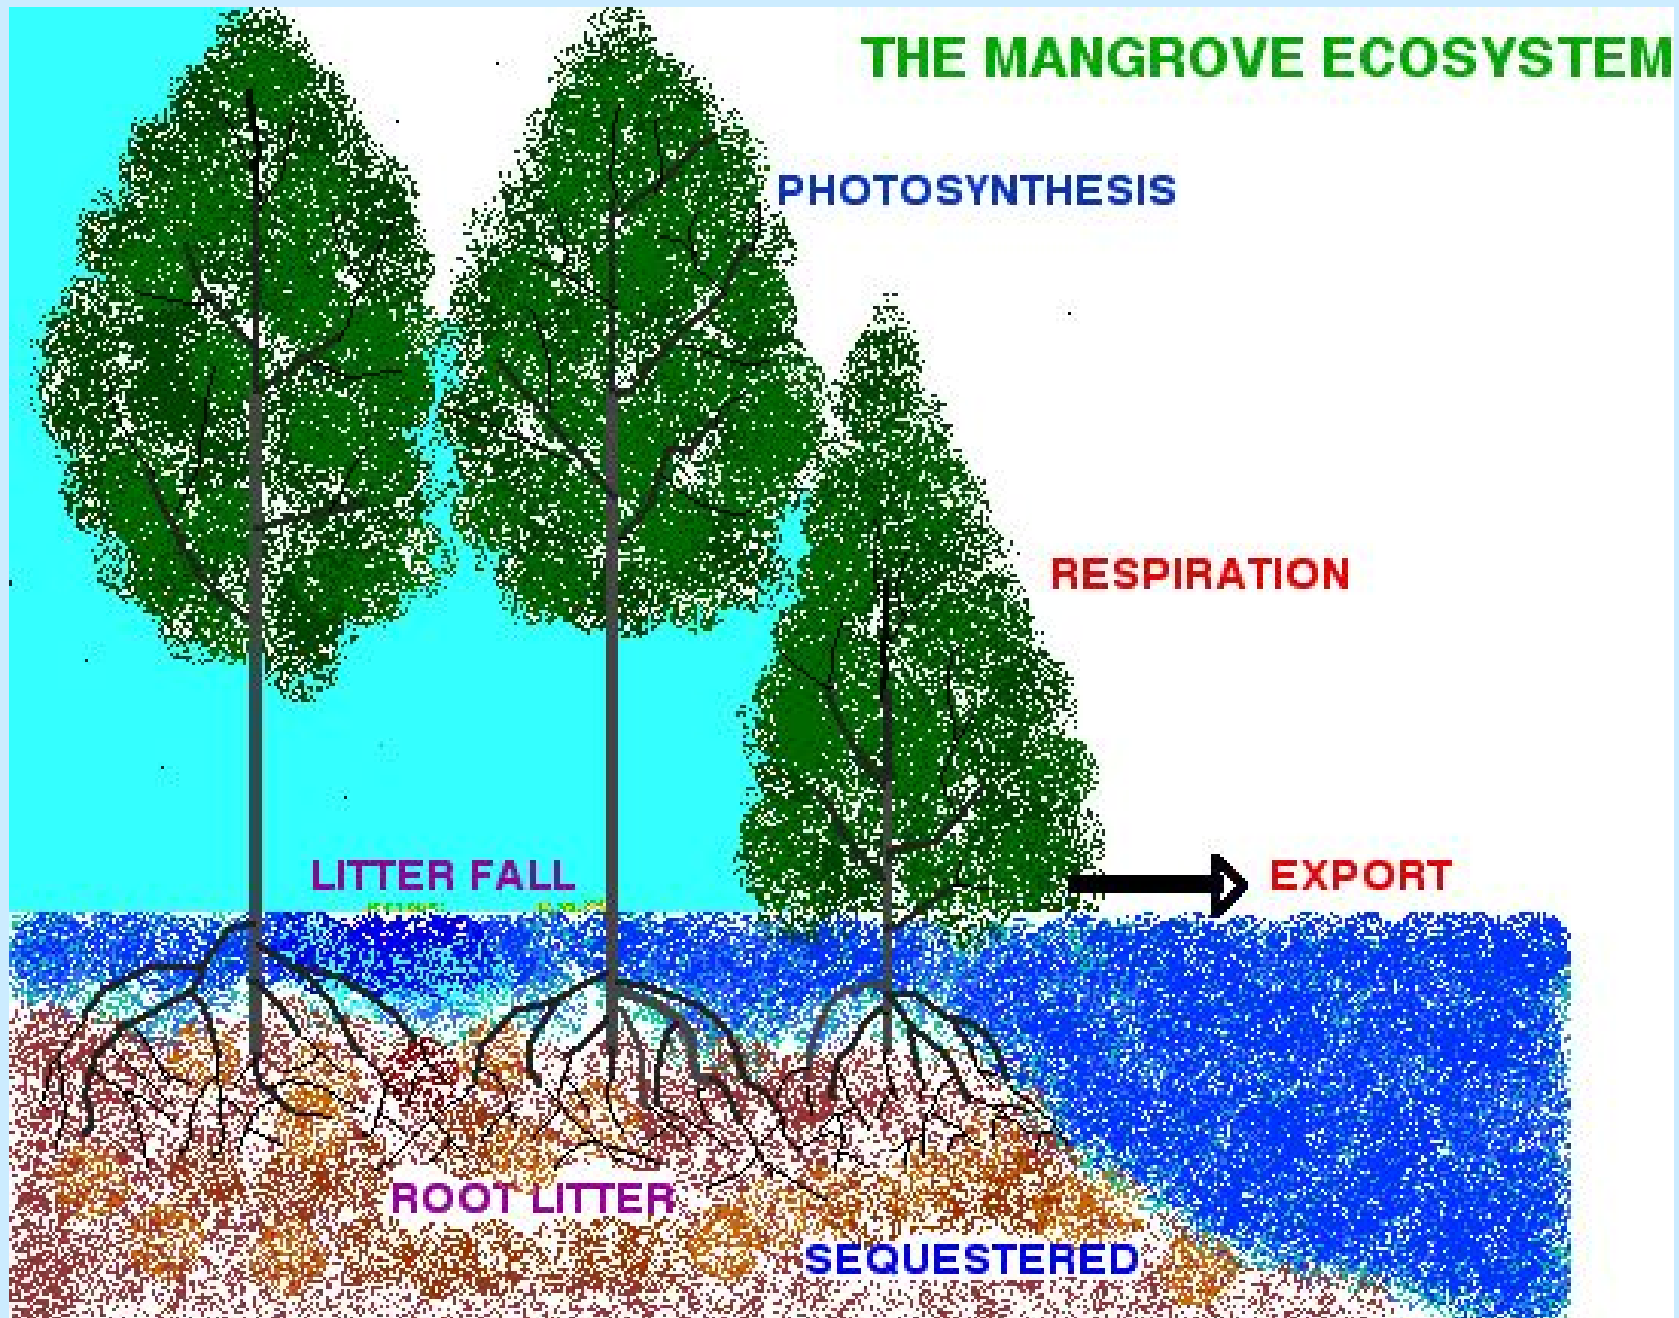 THE MANGROVE ECOSYSTEM
PHOTOSYNTHESIS
RESPIRATION
LITTER FALL
EXPORT
ROOT LITTER
SEQUESTERED